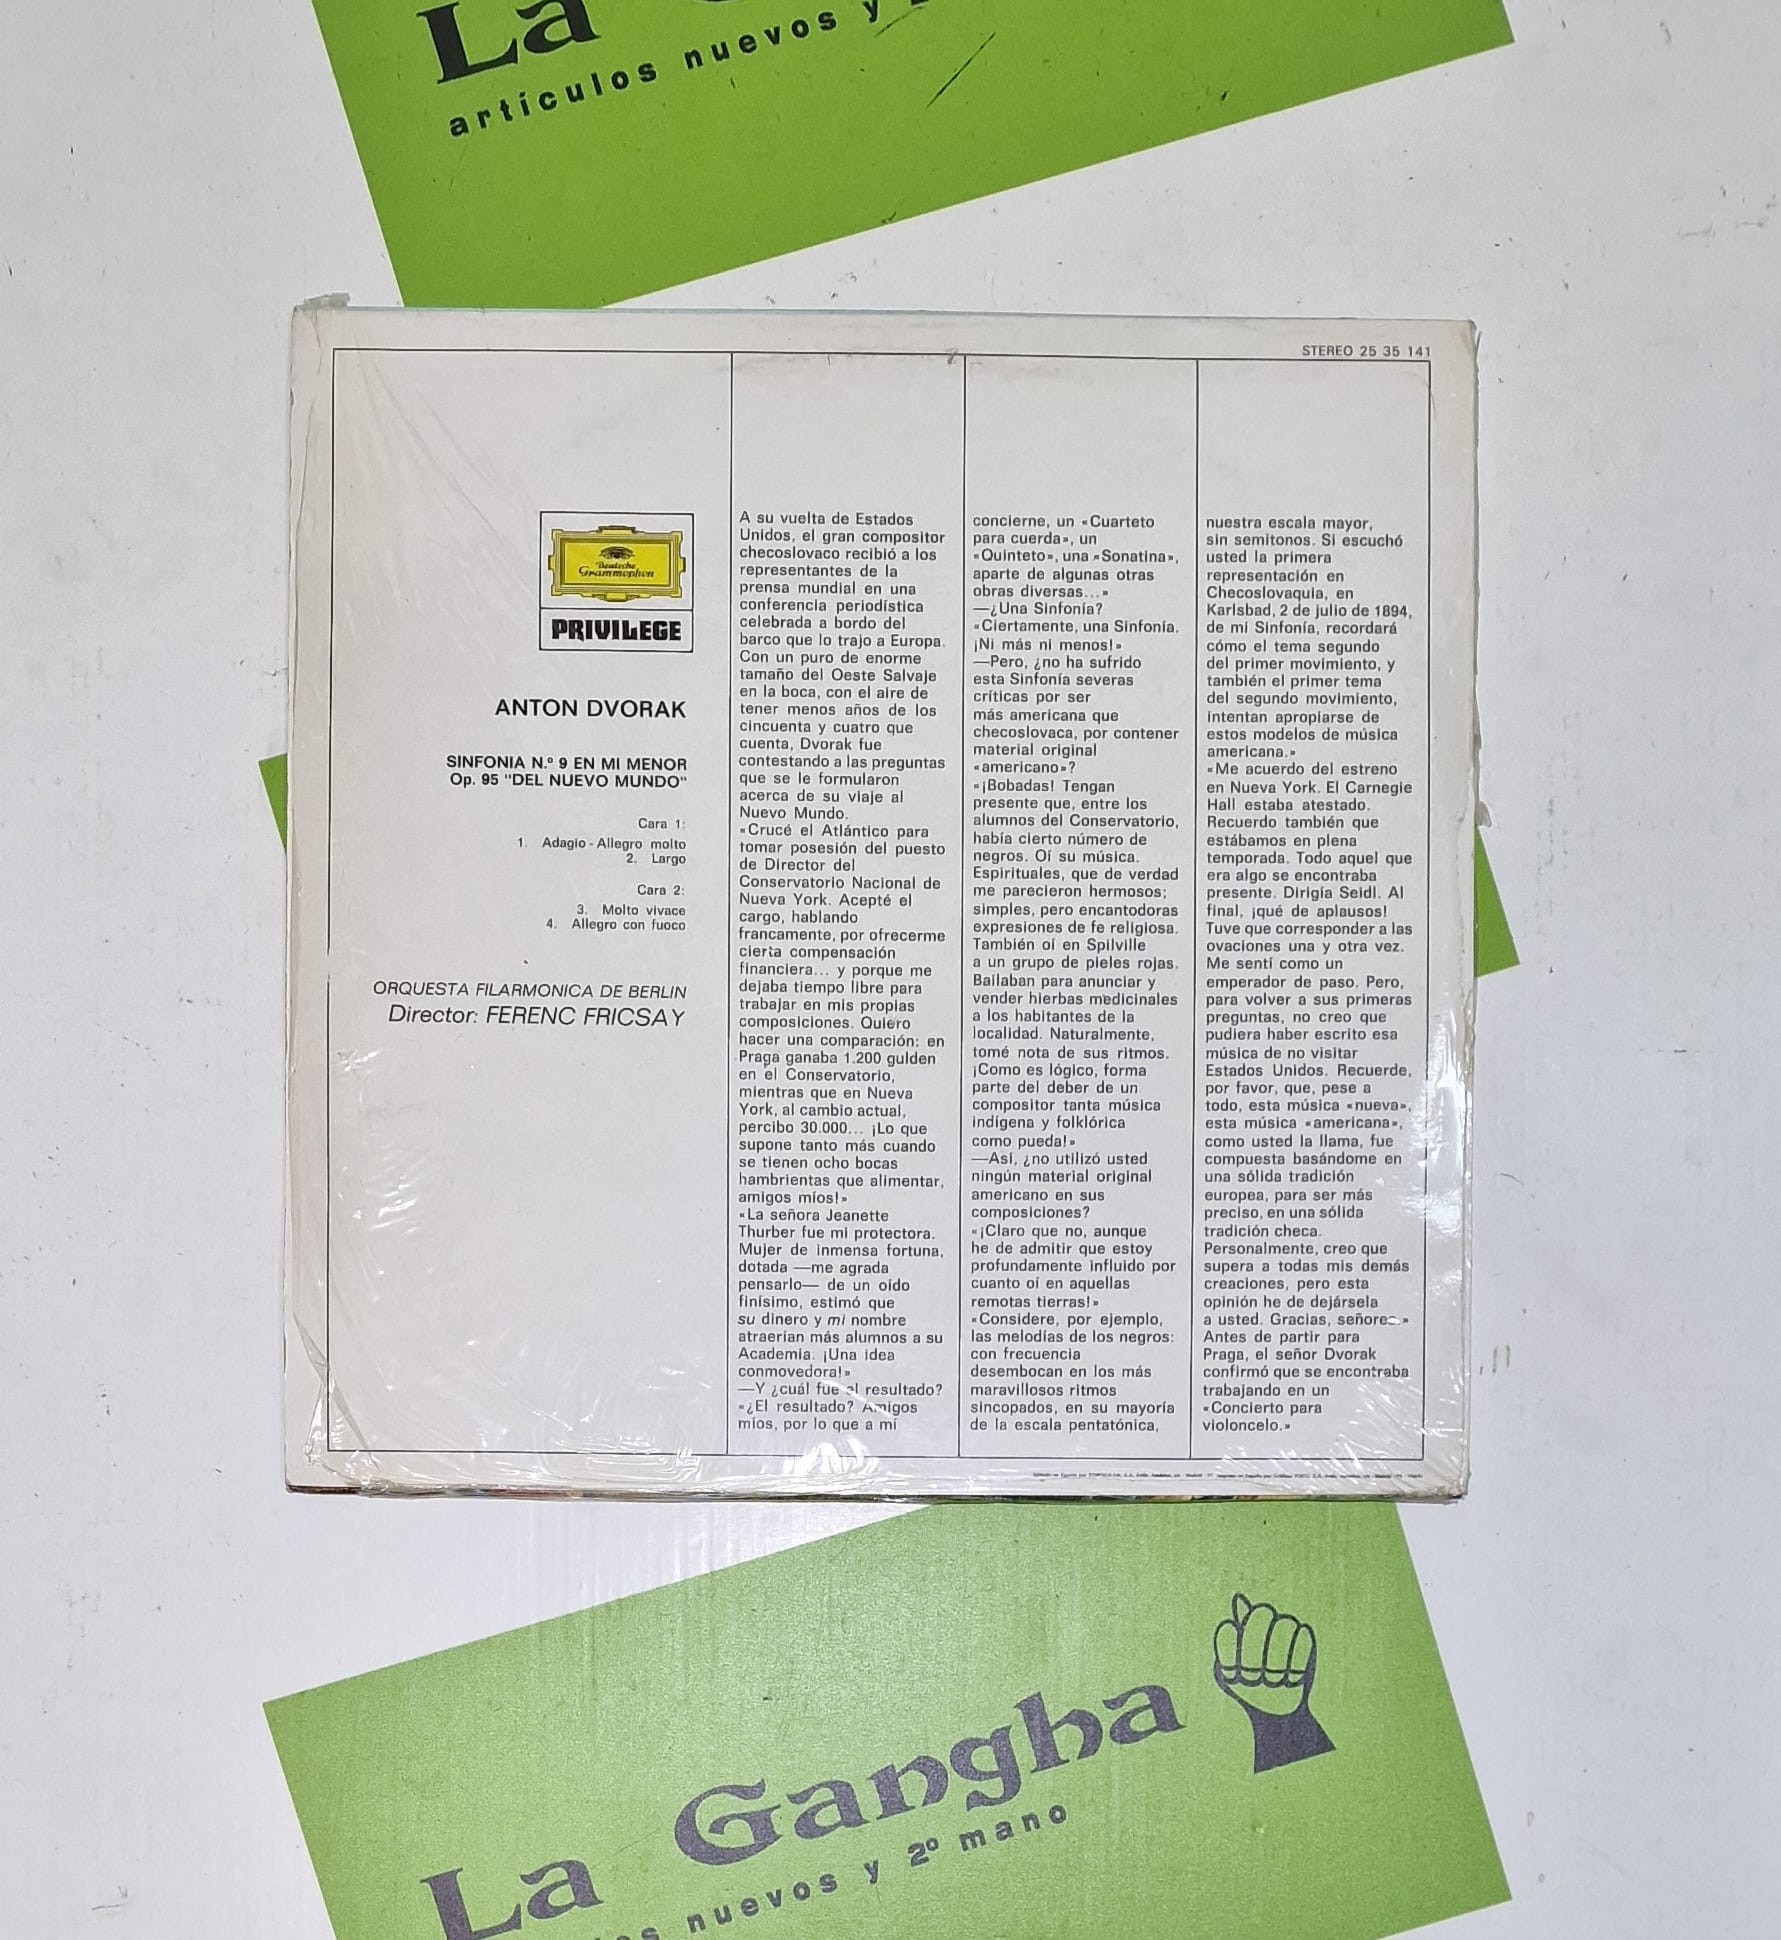 La
artículos nuevos y
STEREO 25 35 141
Deutsche
Grammophon
PRIVILEGE
ANTON DVORAK
SINFONIA N.º 9 EN MI MENOR
Op. 95 "DEL NUEVO MUNDO"
Cara 1:
1. Adagio - Allegro molto
2. Largo
Cara 2:
3. Molto vivace
4. Allegro con fuoco
ORQUESTA FILARMONICA DE BERLIN
Director: FERENC FRICSAY
A su vuelta de Estados
Unidos, el gran compositor
checoslovaco recibió a los
representantes de la
prensa mundial en una
conferencia periodística
celebrada a bordo del
barco que lo trajo a Europa.
Con un puro de enorme
tamaño del Oeste Salvaje
en la boca, con el aire de
tener menos años de los
cincuenta y cuatro que
cuenta, Dvorak fue
contestando a las preguntas
que se le formularon
acerca de su viaje al
Nuevo Mundo.
«Crucé el Atlántico para
tomar posesión del puesto
de Director del
Conservatorio Nacional de
Nueva York. Acepté el
cargo, hablando
francamente, por ofrecerme
cierta compensación
financiera... y porque me
dejaba tiempo libre para
trabajar en mis propias
composiciones. Quiero
hacer una comparación: en
Praga ganaba 1.200 gulden
en el Conservatorio,
mientras que en Nueva
York, al cambio actual,
percibo 30.000... ¡Lo que
supone tanto más cuando
se tienen ocho bocas
hambrientas que alimentar,
amigos míos!»
«La señora Jeanette
Thurber fue mi protectora.
Mujer de inmensa fortuna,
dotada —me agrada
pensarlo— de un oido
finísimo, estimó que
su dinero y mi nombre
atraerían más alumnos a su
Academia. ¡Una idea
conmovedora!»
—Y ¿cuál fue el resultado?
«¿El resultado? Amigos
míos, por lo que a mí
concierne, un «Cuarteto
para cuerda», un
«Quinteto», una «Sonatina»,
aparte de algunas otras
obras diversas...»
—¿Una Sinfonía?
«Ciertamente, una Sinfonía.
¡Ni más ni menos!»
—Pero, ¿no ha sufrido
esta Sinfonía severas
críticas por ser
más americana que
checoslovaca, por contener
material original
«americano»?
«¡Bobadas! Tengan
presente que, entre los
alumnos del Conservatorio,
había cierto número de
negros. Oí su música.
Espirituales, que de verdad
me parecieron hermosos;
simples, pero encantodoras
expresiones de fe religiosa.
También oí en Spilville
a un grupo de pieles rojas.
Bailaban para anunciar y
vender hierbas medicinales
a los habitantes de la
localidad. Naturalmente,
tomé nota de sus ritmos.
¡Como es lógico, forma
parte del deber de un
compositor tanta música
indígena y folklórica
como pueda!»
—Así, ¿no utilizó usted
ningún material original
americano en sus
composiciones?
«¡Claro que no, aunque
he de admitir que estoy
profundamente influido por
cuanto oí en aquellas
remotas tierras!»
«Considere, por ejemplo,
las melodías de los negros:
con frecuencia
desembocan en los más
maravillosos ritmos
sincopados, en su mayoría
de la escala pentatónica,
nuestra escala mayor,
sin semitonos. Si escuchó
usted la primera
representación en
Checoslovaquia, en
Karlsbad, 2 de julio de 1894,
de mi Sinfonía, recordará
cómo el tema segundo
del primer movimiento, y
también el primer tema
del segundo movimiento,
intentan apropiarse de
estos modelos de música
americana.»
«Me acuerdo del estreno
en Nueva York. El Carnegie
Hall estaba atestado.
Recuerdo también que
estábamos en plena
temporada. Todo aquel que
era algo se encontraba
presente. Dirigía Seidl. Al
final, ¡qué de aplausos!
Tuve que corresponder a las
ovaciones una y otra vez.
Me sentí como un
emperador de paso. Pero,
para volver a sus primeras
preguntas, no creo que
pudiera haber escrito esa
música de no visitar
Estados Unidos. Recuerde,
por favor, que, pese a
todo, esta música «nueva»,
esta música «americana»,
como usted la llama, fue
compuesta basándome en
una sólida tradición
europea, para ser más
preciso, en una sólida
tradición checa.
Personalmente, creo que
supera a todas mis demás
creaciones, pero esta
opinión he de dejársela
a usted. Gracias, señores.»
Antes de partir para
Praga, el señor Dvorak
confirmó que se encontraba
trabajando en un
«Concierto para
violoncelo.»
La Gangha
nuevos y 2º mano